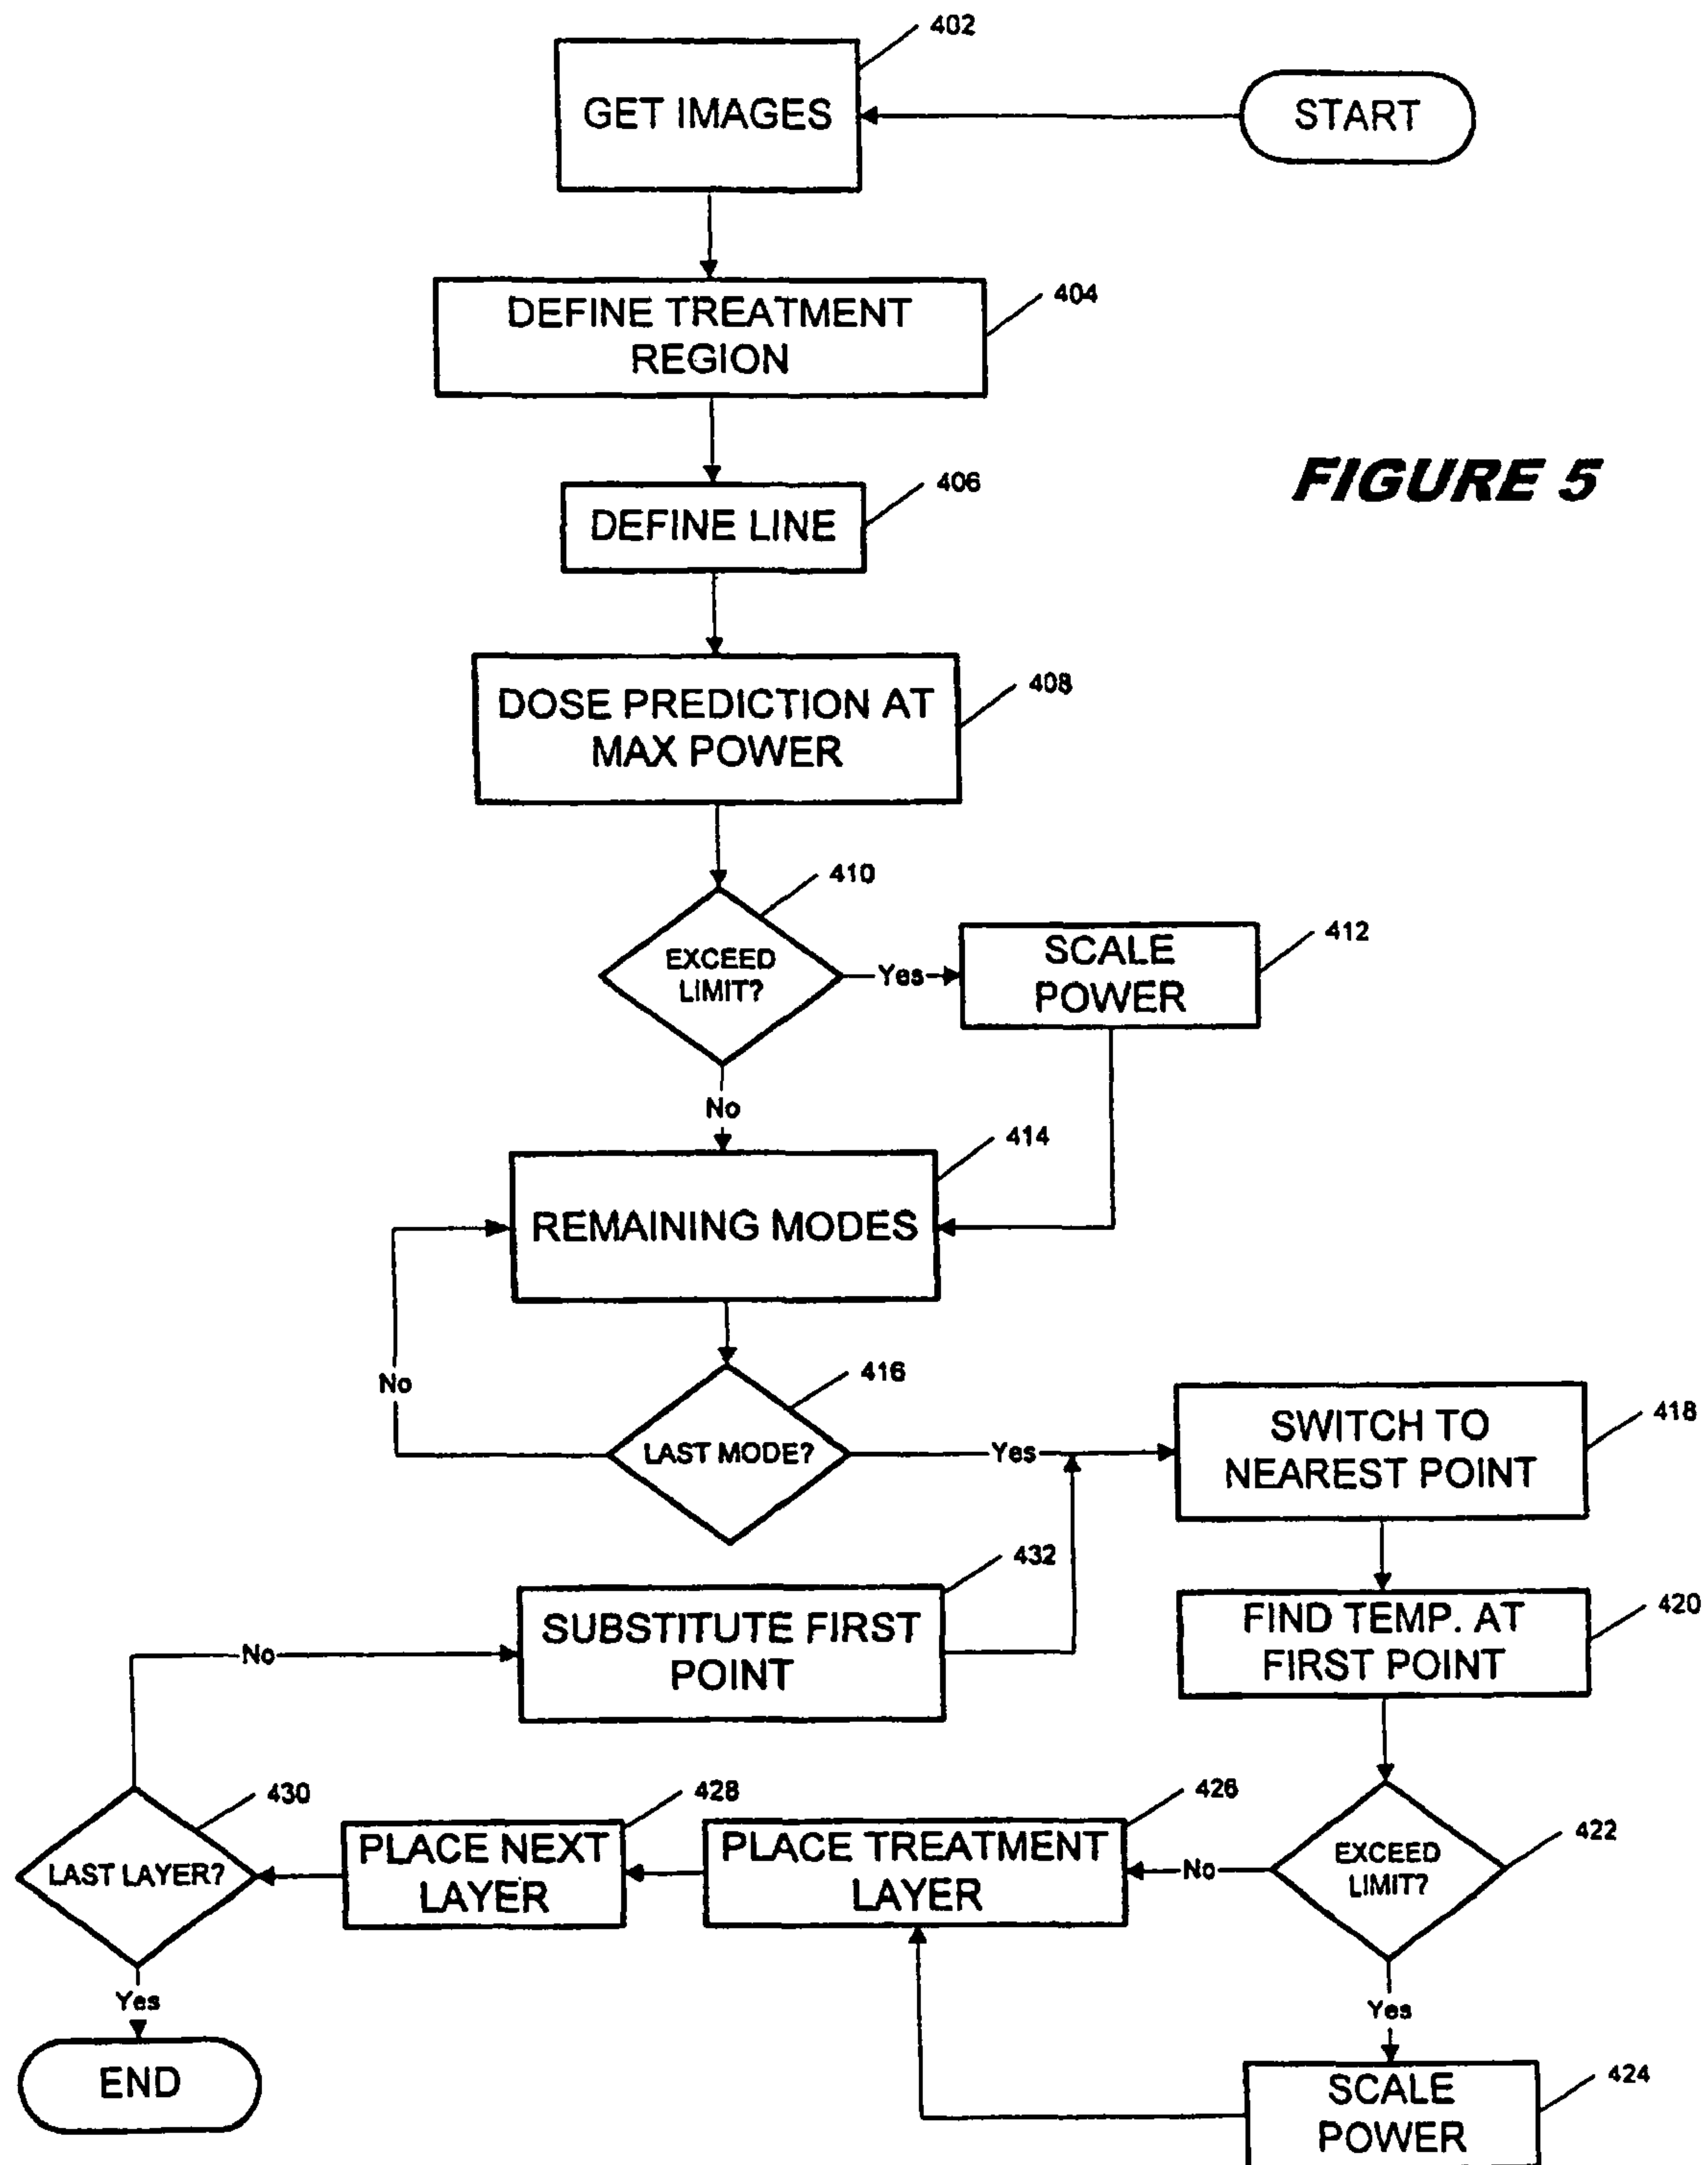 402
GET IMAGES
START
DEFINE TREATMENT
REGION
404
FIGURE 5
406
DEFINE LINE
408
DOSE PREDICTION AT
MAX POWER
410
EXCEED
LIMIT?
Yes
SCALE
POWER
412
No
414
REMAINING MODES
No
416
LAST MODE?
Yes
SWITCH TO
NEAREST POINT
418
432
SUBSTITUTE FIRST
POINT
No
FIND TEMP. AT
FIRST POINT
420
430
LAST LAYER?
428
PLACE NEXT
LAYER
426
PLACE TREATMENT
LAYER
No
EXCEED
LIMIT?
422
Yes
Yes
END
SCALE
POWER
424